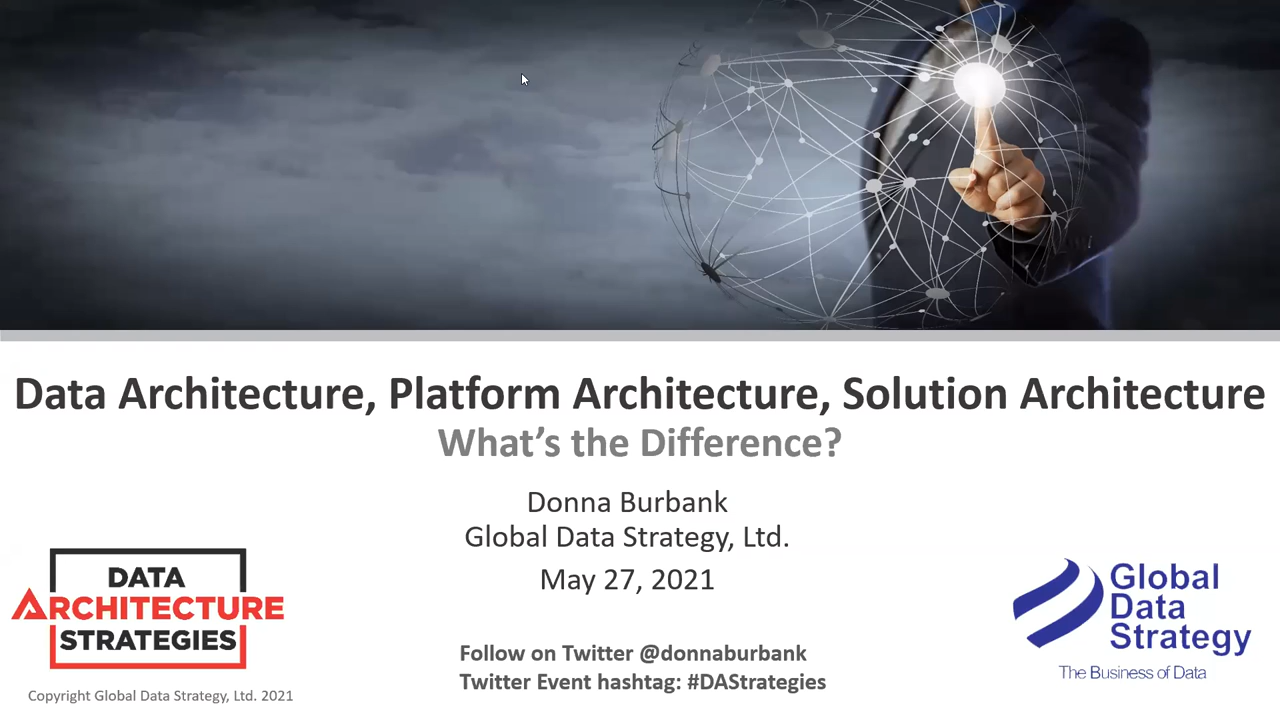 Data Architecture, Platform Architecture, Solution Architecture
What's the Difference?
Donna Burbank
Global Data Strategy, Ltd.
May 27, 2021
DATA
ARCHITECTURE
STRATEGIES
Global
Data
Strategy
The Business of Data
Follow on Twitter @donnaburbank
Twitter Event hashtag: #DAStrategies
Copyright Global Data Strategy, Ltd. 2021